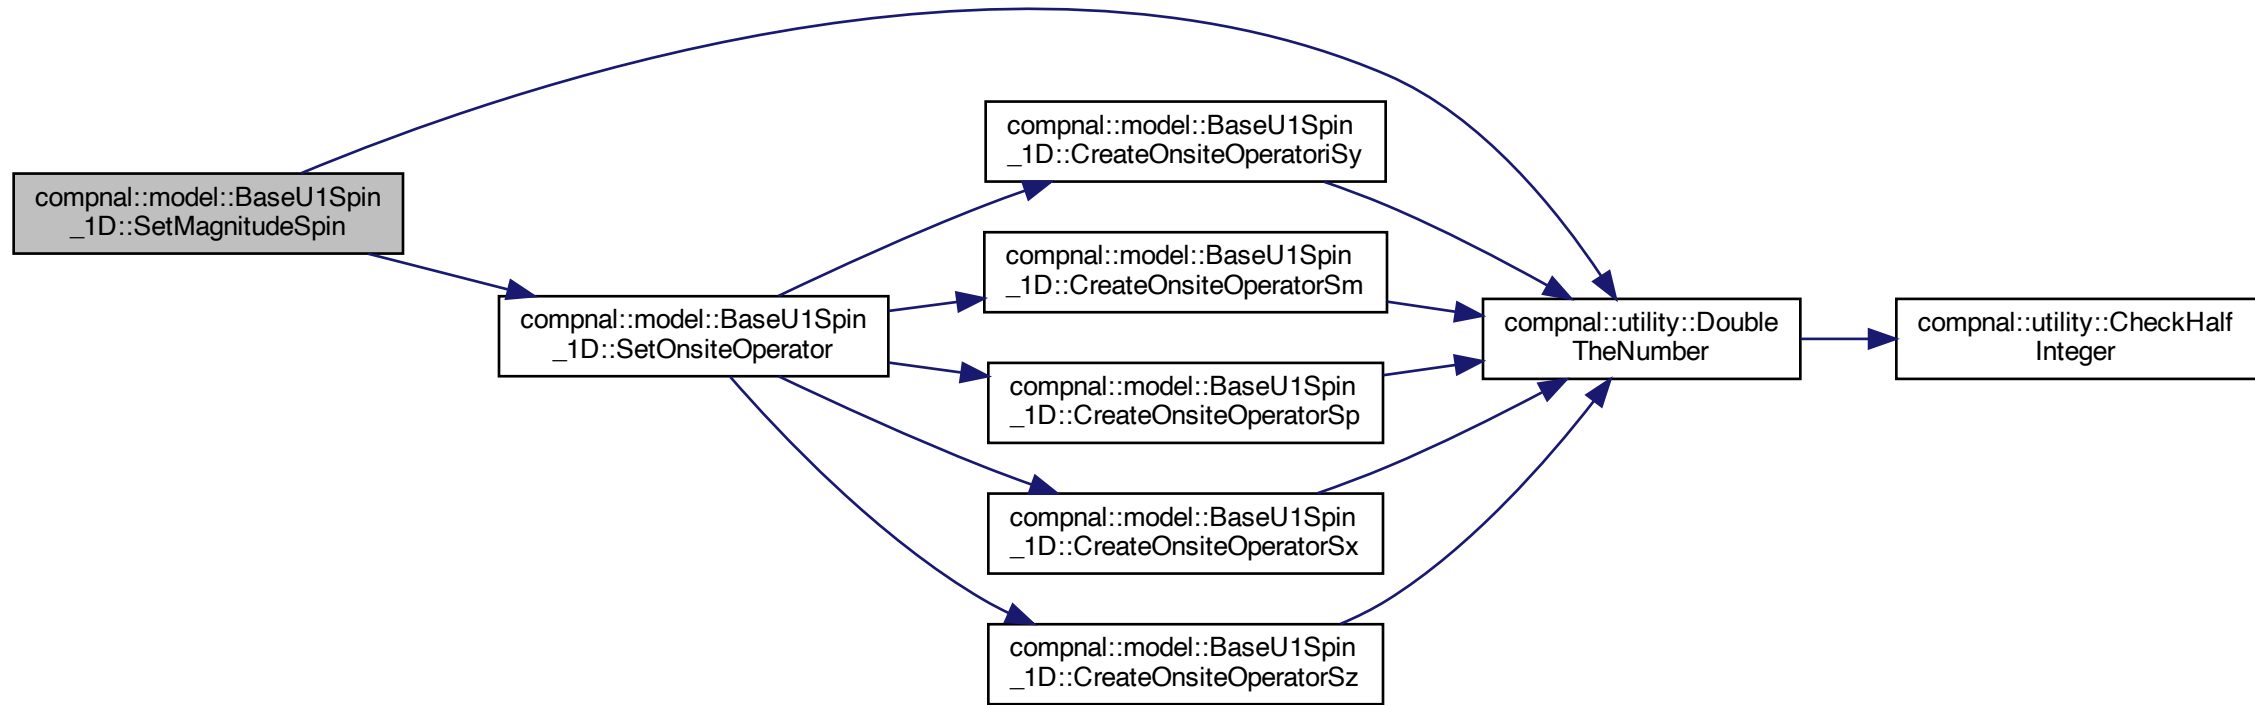 compnal::model::BaseU1Spin
_1D::SetMagnitudeSpin
compnal::model::BaseU1Spin
_1D::SetOnsiteOperator
compnal::model::BaseU1Spin
_1D::CreateOnsiteOperatoriSy
compnal::model::BaseU1Spin
_1D::CreateOnsiteOperatorSm
compnal::model::BaseU1Spin
_1D::CreateOnsiteOperatorSp
compnal::model::BaseU1Spin
_1D::CreateOnsiteOperatorSx
compnal::model::BaseU1Spin
_1D::CreateOnsiteOperatorSz
compnal::utility::Double
TheNumber
compnal::utility::CheckHalf
Integer